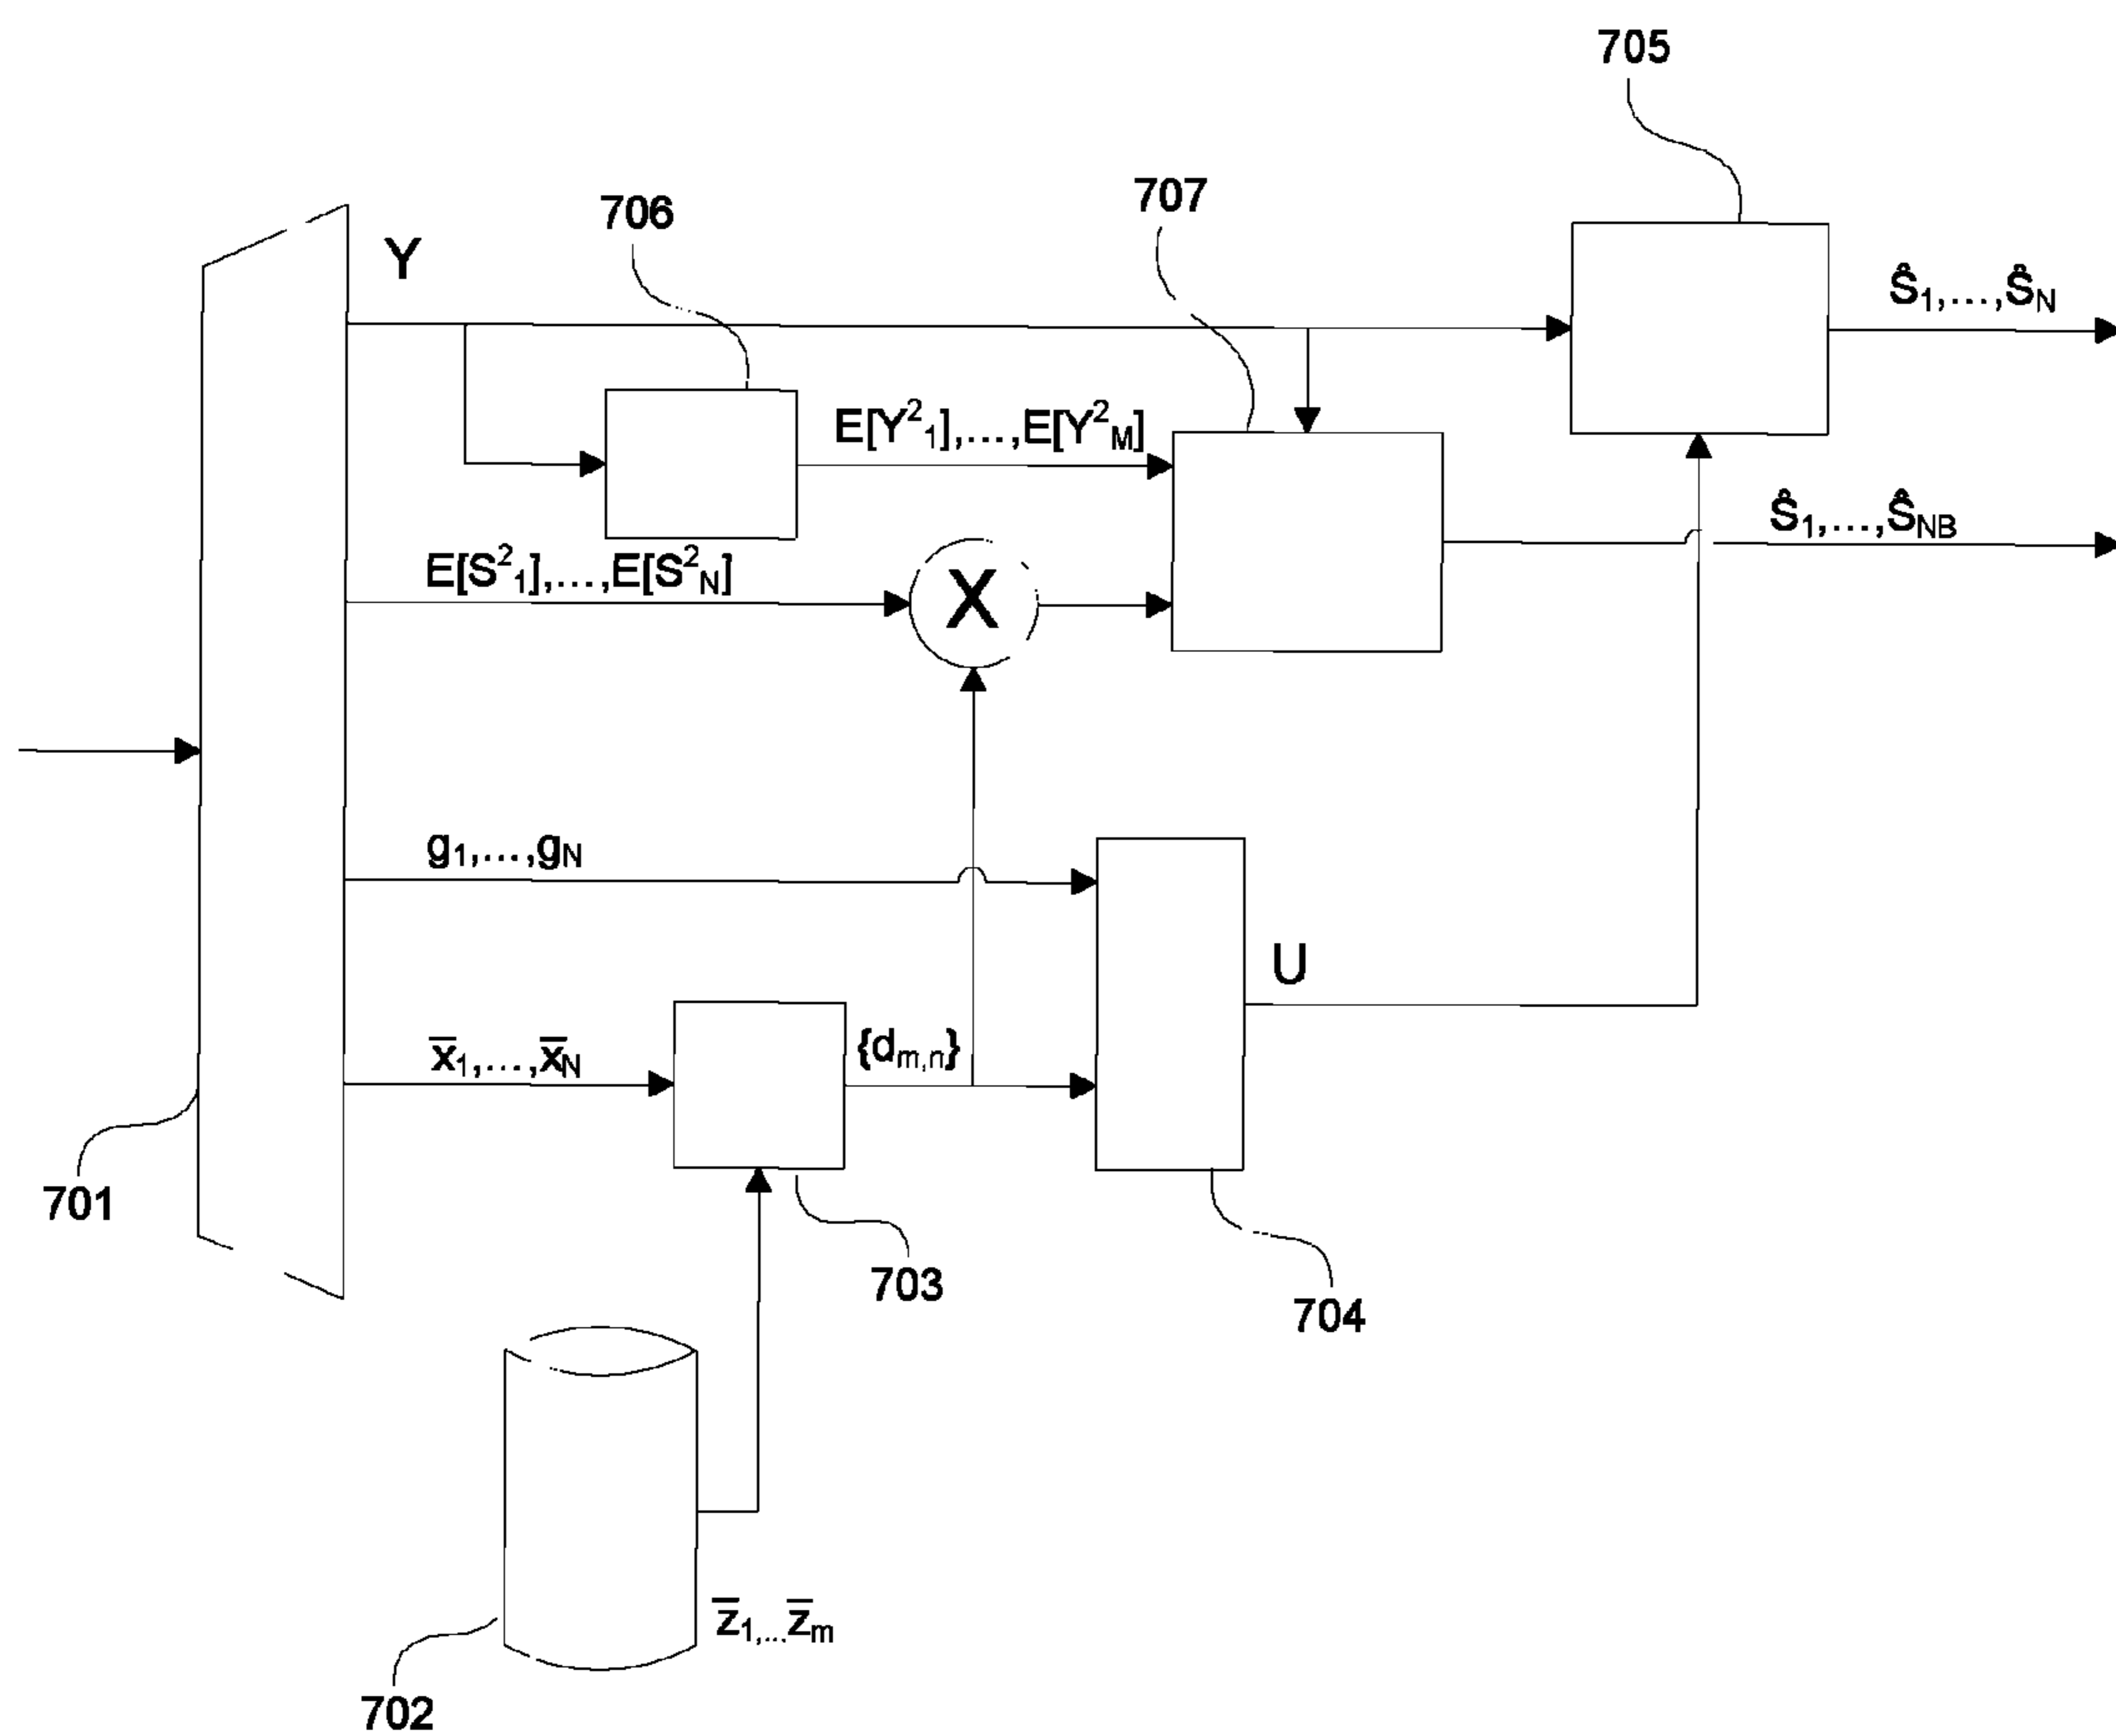 705
706
707
Y
Ŝ1,...,ŜN
E[Y²1],...,E[Y²M]
Ŝ1,...,ŜNB
E[S²1],...,E[S²N]
X
g1,...,gN
U
x̅1,...,x̅N
{dm,n}
701
703
704
z̅1,...z̅m
702